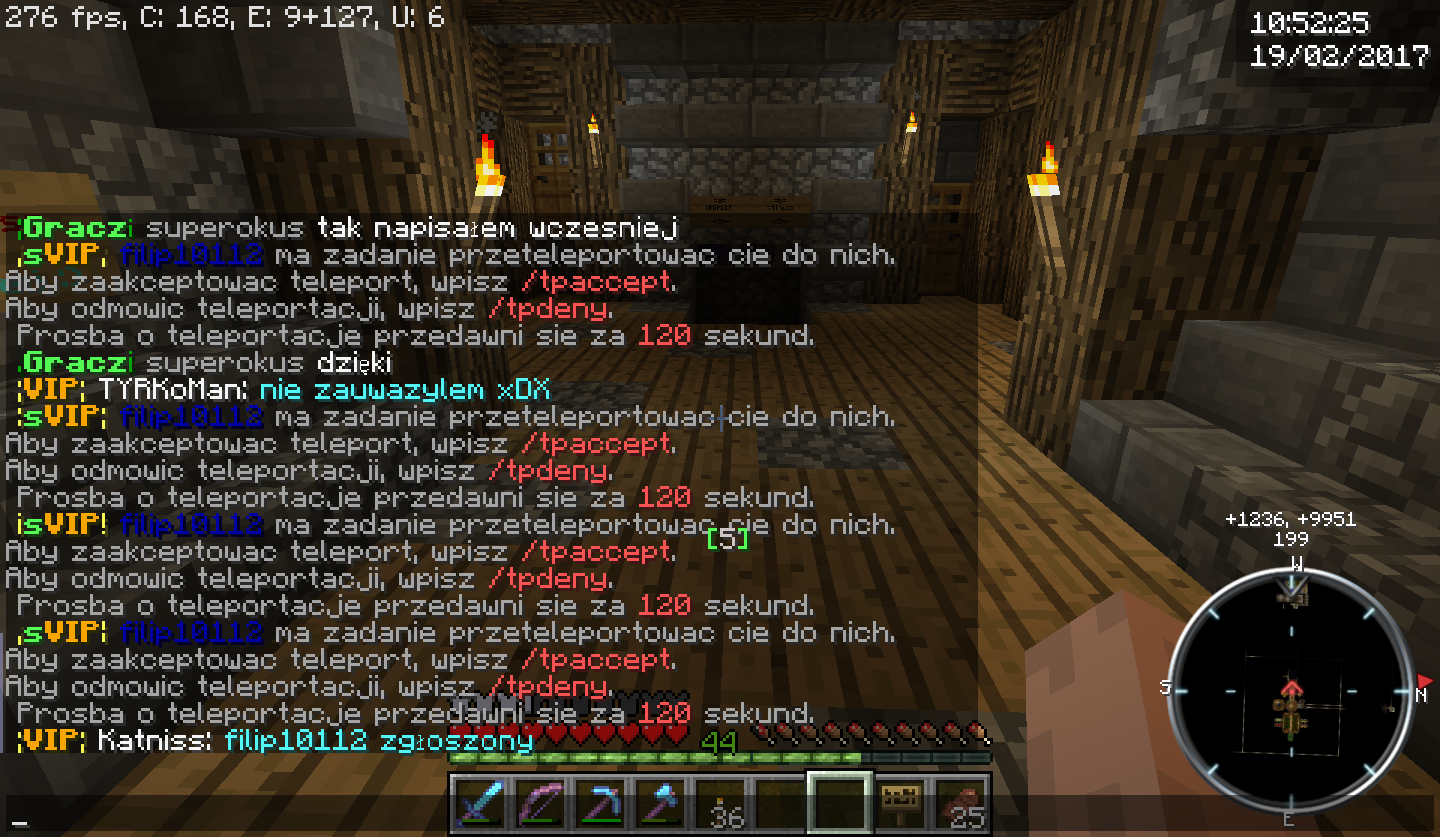 276 fps, C: 168, E: 9+127, U: 6
10:52:25
19/02/2017
¦Graczi superokus tak napisałem wczesniej
¡sVIP¡ filip10112 ma zadanie przeteleportowac cie do nich.
Aby zaakceptowac teleport, wpisz /tpaccept.
Aby odmowic teleportacji, wpisz /tpdeny.
Prosba o teleportacje przedawni sie za 120 sekund.
.Graczi superokus dzięki
¦VIP¦ TYRKoMan: nie zauwazylem xDX
¦sVIP¦ filip10112 ma zadanie przeteleportowac cie do nich.
Aby zaakceptowac teleport, wpisz /tpaccept.
Aby odmowic teleportacji, wpisz /tpdeny.
Prosba o teleportacje przedawni sie za 120 sekund.
isVIP! filip10112 ma zadanie przeteleportowac cie do nich.
[5]
Aby zaakceptowac teleport, wpisz /tpaccept.
Aby odmowic teleportacji, wpisz /tpdeny.
Prosba o teleportacje przedawni sie za 120 sekund.
¡sVIP! filip10112 ma zadanie przeteleportowac cie do nich.
Aby zaakceptowac teleport, wpisz /tpaccept.
Aby odmowic teleportacji, wpisz /tpdeny.
Prosba o teleportacje przedawni sie za 120 sekund.
¦VIP¦ Katniss: filip10112 zgłoszony
+1236, +9951
199
W
S
N
E
44
36
25
_